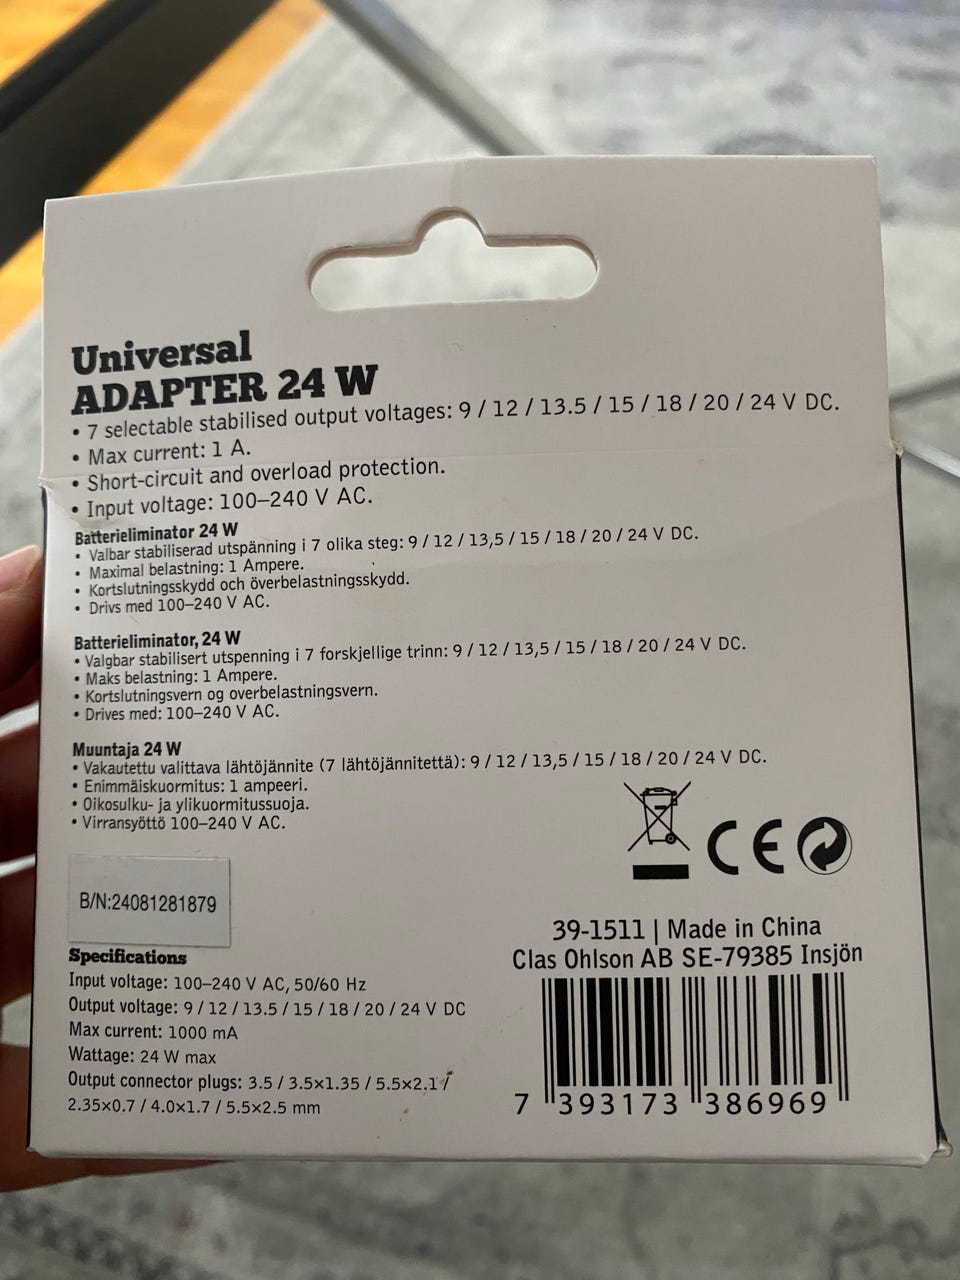 Universal
ADAPTER 24 W
• 7 selectable stabilised output voltages: 9 / 12 / 13.5 / 15 / 18 / 20 / 24 V DC.
• Max current: 1 A.
• Short-circuit and overload protection.
• Input voltage: 100–240 V AC.
Batterieliminator 24 W
• Valbar stabiliserad utspänning i 7 olika steg: 9 / 12 / 13,5 / 15 / 18 / 20 / 24 V DC.
• Maximal belastning: 1 Ampere.
• Kortslutningsskydd och överbelastningsskydd.
• Drivs med 100–240 V AC.
Batterieliminator, 24 W
• Valgbar stabilisert utspenning i 7 forskjellige trinn: 9 / 12 / 13,5 / 15 / 18 / 20 / 24 V DC.
• Maks belastning: 1 Ampere.
• Kortslutningsvern og overbelastningsvern.
• Drives med: 100–240 V AC.
Muuntaja 24 W
• Vakautettu valittava lähtöjännite (7 lähtöjännitettä): 9 / 12 / 13,5 / 15 / 18 / 20 / 24 V DC.
• Enimmäiskuormitus: 1 ampeeri.
• Oikosulku- ja ylikuormitussuoja.
• Virransyöttö 100–240 V AC.
CE
B/N:24081281879
39-1511 | Made in China
Clas Ohlson AB SE-79385 Insjön
Specifications
Input voltage: 100–240 V AC, 50/60 Hz
Output voltage: 9 / 12 / 13.5 / 15 / 18 / 20 / 24 V DC
Max current: 1000 mA
Wattage: 24 W max
Output connector plugs: 3.5 / 3.5×1.35 / 5.5×2.1 /
2.35×0.7 / 4.0×1.7 / 5.5×2.5 mm
7 393173 386969